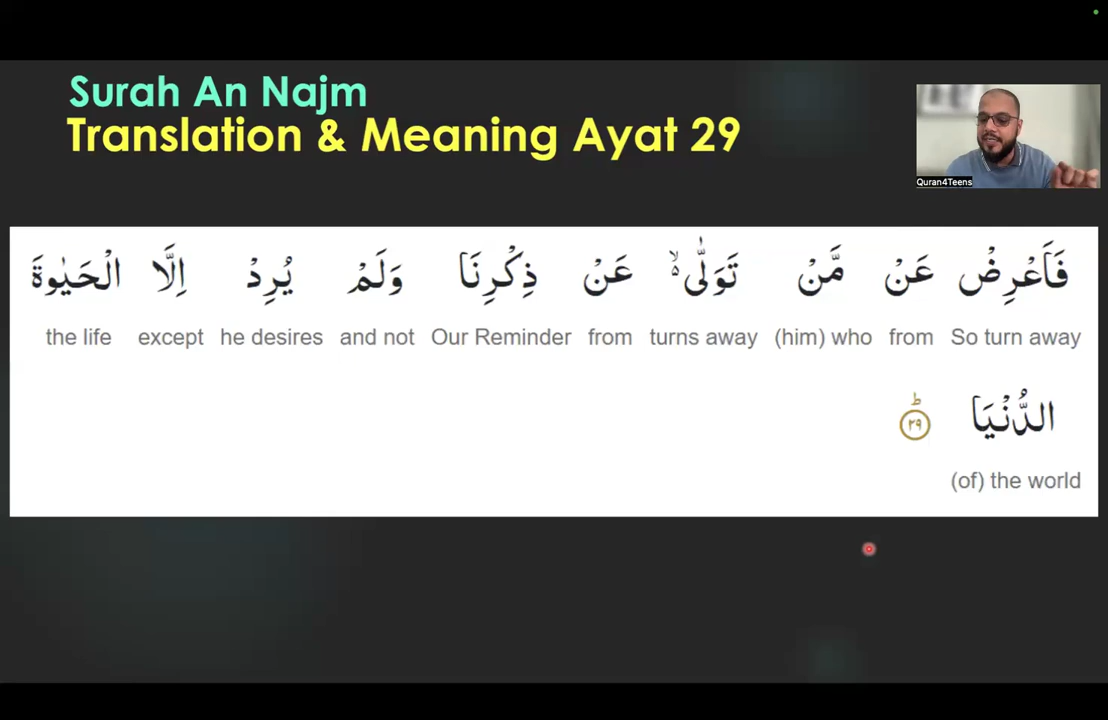 Surah An Najm
Translation & Meaning Ayat 29
Quran4Teens
فَاَعْرِضْ عَنْ مَّنْ تَوَلّٰى ۙ۬ عَنْ ذِكْرِنَا وَلَمْ يُرِدْ اِلَّا الْحَيٰوةَ
So turn away from (him) who turns away from Our Reminder and not he desires except the life
الدُّنْيَا ؕ ٢٩
(of) the world